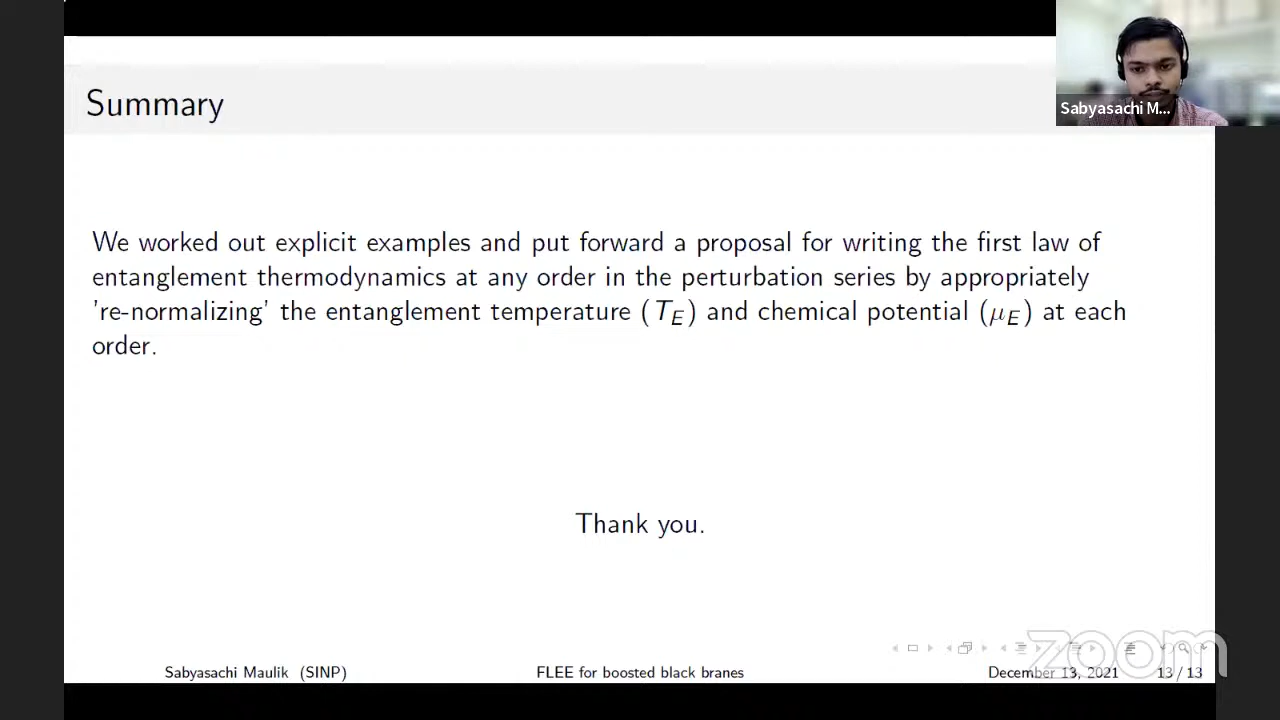 Summary
Sabyasachi M...
We worked out explicit examples and put forward a proposal for writing the first law of
entanglement thermodynamics at any order in the perturbation series by appropriately
're-normalizing' the entanglement temperature (T_E) and chemical potential (μ_E) at each
order.
Thank you.
zoom
Sabyasachi Maulik (SINP)
FLEE for boosted black branes
December 13, 2021
13 / 13